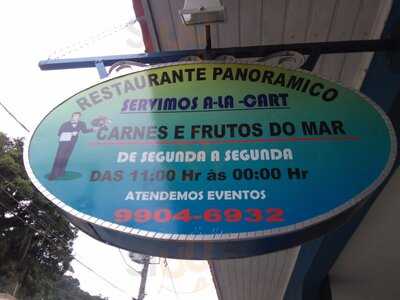 RESTAURANTE PANORAMICO
SERVIMOS A-LA-CART
CARNES E FRUTOS DO MAR
DE SEGUNDA A SEGUNDA
DAS 11:00 Hr às 00:00 Hr
ATENDEMOS EVENTOS
9904-6932